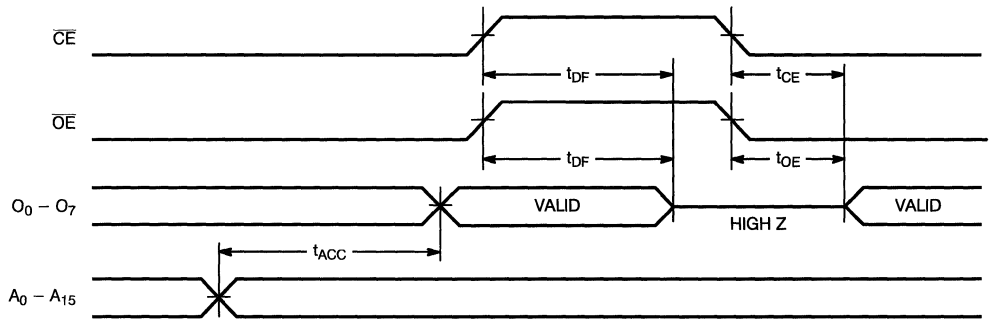 CE
tDF
tCE
OE
tDF
tOE
O0 – O7
VALID
VALID
HIGH Z
tACC
A0 – A15